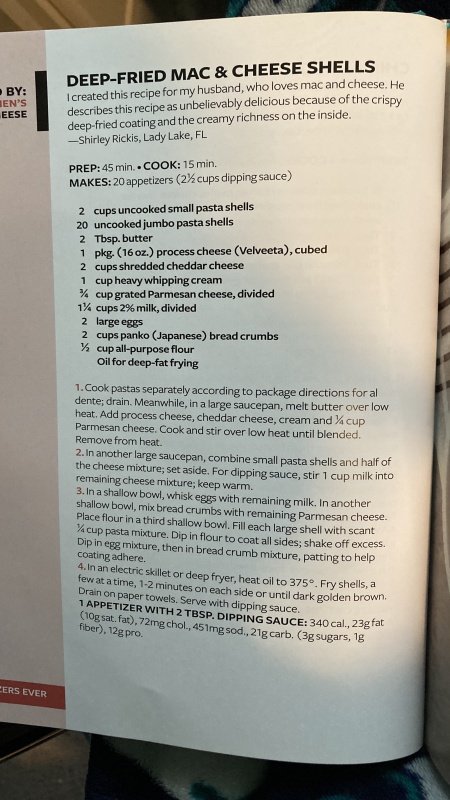 BY:
EN'S
EESE
DEEP-FRIED MAC & CHEESE SHELLS
I created this recipe for my husband, who loves mac and cheese. He
describes this recipe as unbelievably delicious because of the crispy
deep-fried coating and the creamy richness on the inside.
—Shirley Rickis, Lady Lake, FL
PREP: 45 min. • COOK: 15 min.
MAKES: 20 appetizers (2½ cups dipping sauce)
2 cups uncooked small pasta shells
20 uncooked jumbo pasta shells
2 Tbsp. butter
1 pkg. (16 oz.) process cheese (Velveeta), cubed
2 cups shredded cheddar cheese
1 cup heavy whipping cream
¾ cup grated Parmesan cheese, divided
1¼ cups 2% milk, divided
2 large eggs
2 cups panko (Japanese) bread crumbs
½ cup all-purpose flour
Oil for deep-fat frying
1. Cook pastas separately according to package directions for al
dente; drain. Meanwhile, in a large saucepan, melt butter over low
heat. Add process cheese, cheddar cheese, cream and ¼ cup
Parmesan cheese. Cook and stir over low heat until blended.
Remove from heat.
2. In another large saucepan, combine small pasta shells and half of
the cheese mixture; set aside. For dipping sauce, stir 1 cup milk into
remaining cheese mixture; keep warm.
3. In a shallow bowl, whisk eggs with remaining milk. In another
shallow bowl, mix bread crumbs with remaining Parmesan cheese.
Place flour in a third shallow bowl. Fill each large shell with scant
¼ cup pasta mixture. Dip in flour to coat all sides; shake off excess.
Dip in egg mixture, then in bread crumb mixture, patting to help
coating adhere.
4. In an electric skillet or deep fryer, heat oil to 375°. Fry shells, a
few at a time, 1-2 minutes on each side or until dark golden brown.
Drain on paper towels. Serve with dipping sauce.
1 APPETIZER WITH 2 TBSP. DIPPING SAUCE: 340 cal., 23g fat
(10g sat. fat), 72mg chol., 451mg sod., 21g carb. (3g sugars, 1g
fiber), 12g pro.
ZERS EVER